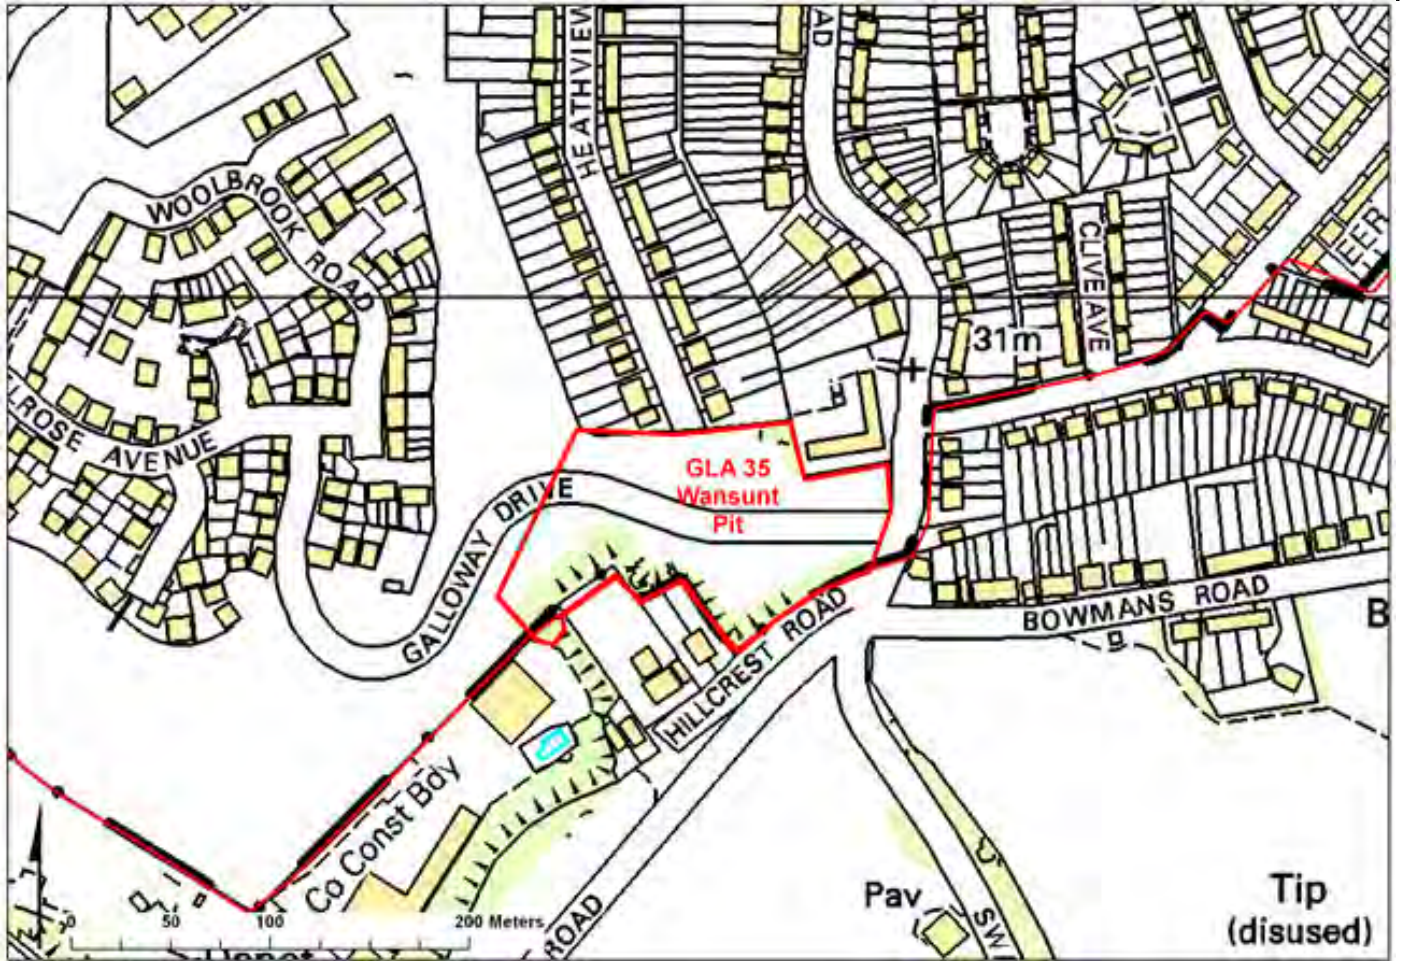 HEATHVIEW
AD
WOOLBROOK ROAD
CLIVE AVE
31m
LROSE AVENUE
GLA 35
Wansunt
Pit
GALLOWAY DRIVE
BOWMANS ROAD
B
HILLCREST ROAD
Co Const Bdy
Pav
Tip
(disused)
0 50 100 200 Meters
ROAD
SWI